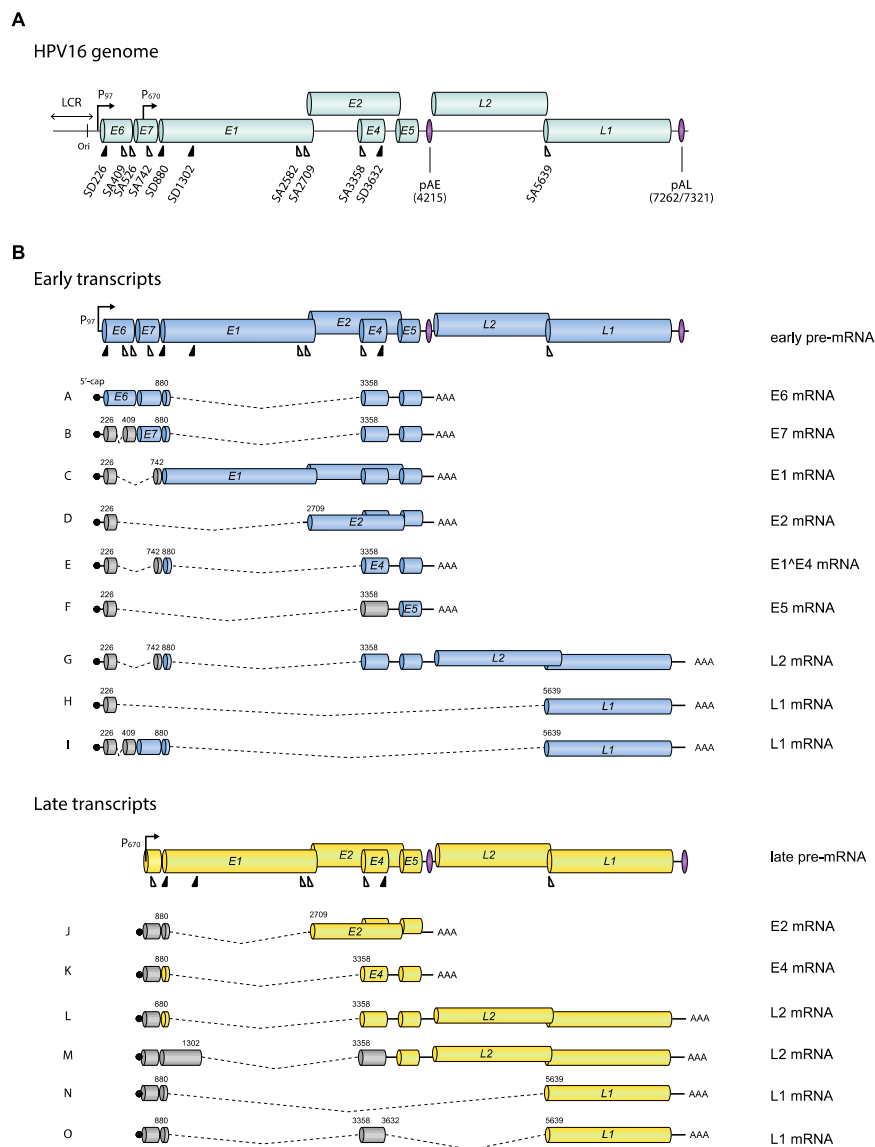 A
HPV16 genome
P97 P670
LCR E2 L2
E6 E7 E1 E4 E5 L1
Ori
SD226 SA409 SA526 SA742 SD880 SD1302 SA2582 SA2709 SA3358 SD3632 SA5639
pAE pAL
(4215) (7262/7321)
B
Early transcripts
P97 E6 E7 E1 E2 E4 E5 L2 L1 early pre-mRNA
5'-cap 880 3358
A E6 AAA E6 mRNA
226 409 880 3358
B E7 AAA E7 mRNA
226 742
C E1 AAA E1 mRNA
226 2709
D E2 AAA E2 mRNA
226 742 880 3358
E E4 AAA E1^E4 mRNA
226 3358
F E5 AAA E5 mRNA
226 742 880 3358
G L2 AAA L2 mRNA
226 5639
H L1 AAA L1 mRNA
226 409 880 5639
I L1 AAA L1 mRNA
Late transcripts
P670 E1 E2 E4 E5 L2 L1 late pre-mRNA
880 2709
J E2 AAA E2 mRNA
880 3358
K E4 AAA E4 mRNA
880 3358
L L2 AAA L2 mRNA
1302 3358
M L2 AAA L2 mRNA
880 5639
N L1 AAA L1 mRNA
880 3358 3632 5639
O L1 AAA L1 mRNA